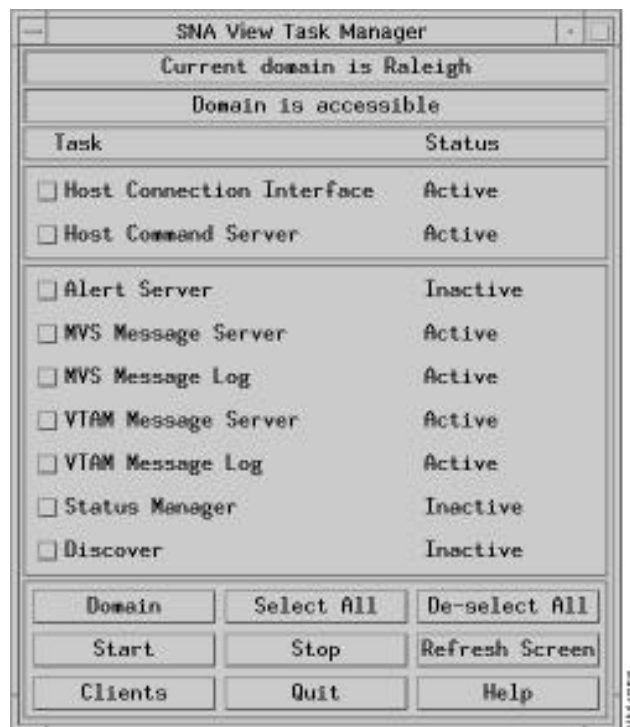 SNA View Task Manager
Current domain is Raleigh
Domain is accessible
Task Status
Host Connection Interface Active
Host Command Server Active
Alert Server Inactive
MVS Message Server Active
MVS Message Log Active
VTAM Message Server Active
VTAM Message Log Active
Status Manager Inactive
Discover Inactive
Domain Select All De-select All
Start Stop Refresh Screen
Clients Quit Help